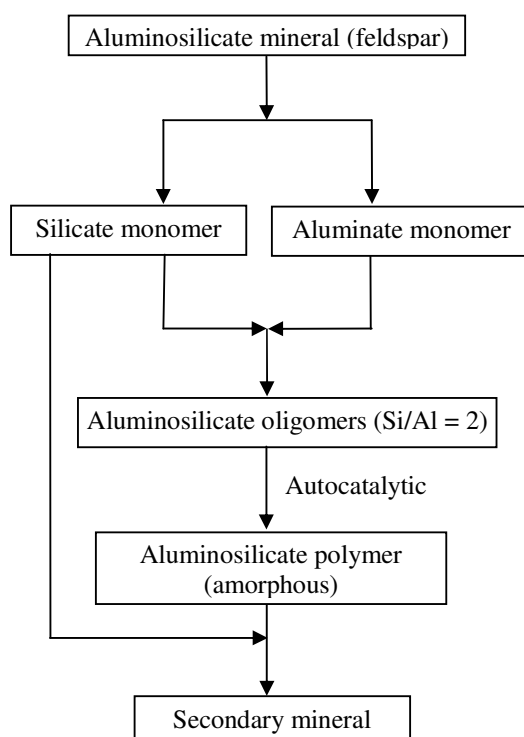 Aluminosilicate mineral (feldspar)
Silicate monomer
Aluminate monomer
Aluminosilicate oligomers (Si/Al = 2)
Autocatalytic
Aluminosilicate polymer
(amorphous)
Secondary mineral